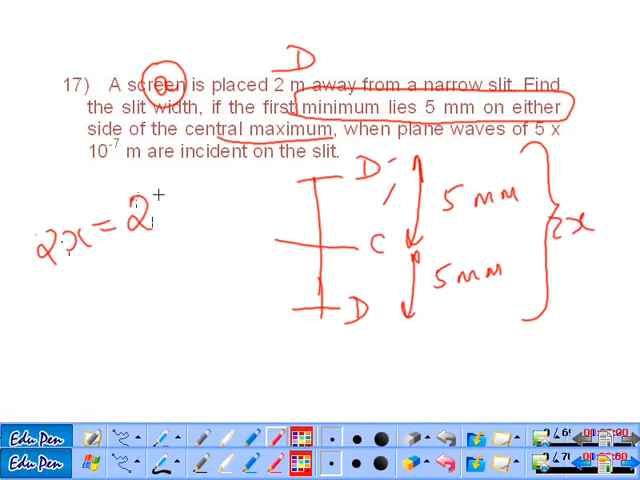 D
17) A screen is placed 2 m away from a narrow slit. Find
the slit width, if the first minimum lies 5 mm on either
side of the central maximum, when plane waves of 5 x
10-7 m are incident on the slit.
a
D
5 mm
2x = 2
C
2x
5 mm
D
Edu Pen
Edu Pen